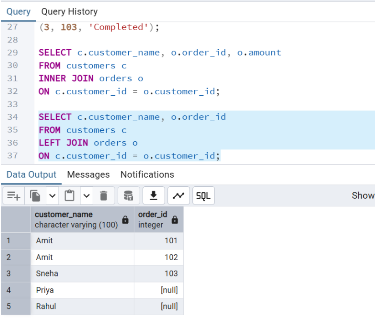 Query Query History
27 (3, 103, 'Completed');
28
29 SELECT c.customer_name, o.order_id, o.amount
30 FROM customers c
31 INNER JOIN orders o
32 ON c.customer_id = o.customer_id;
33
34 SELECT c.customer_name, o.order_id
35 FROM customers c
36 LEFT JOIN orders o
37 ON c.customer_id = o.customer_id;
Data Output Messages Notifications
SQL Show
customer_name order_id
character varying (100) integer
1 Amit 101
2 Amit 102
3 Sneha 103
4 Priya [null]
5 Rahul [null]